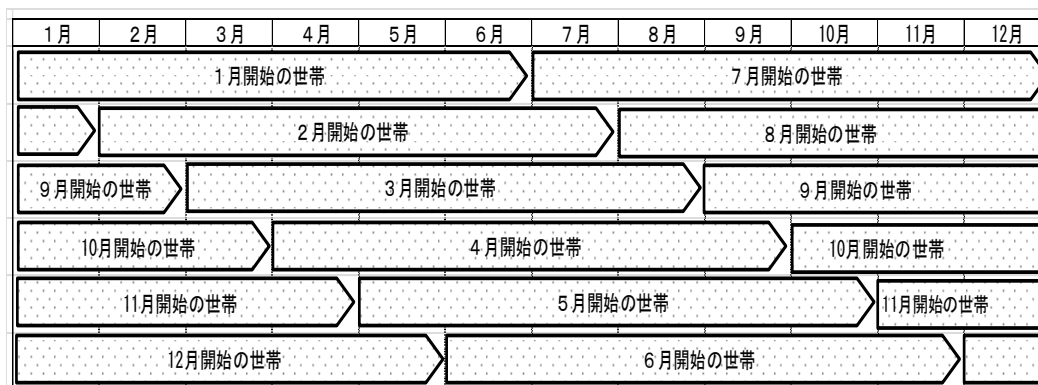 1月 2月 3月 4月 5月 6月 7月 8月 9月 10月 11月 12月
1月開始の世帯 7月開始の世帯
2月開始の世帯 8月開始の世帯
9月開始の世帯 3月開始の世帯 9月開始の世帯
10月開始の世帯 4月開始の世帯 10月開始の世帯
11月開始の世帯 5月開始の世帯 11月開始の世帯
12月開始の世帯 6月開始の世帯